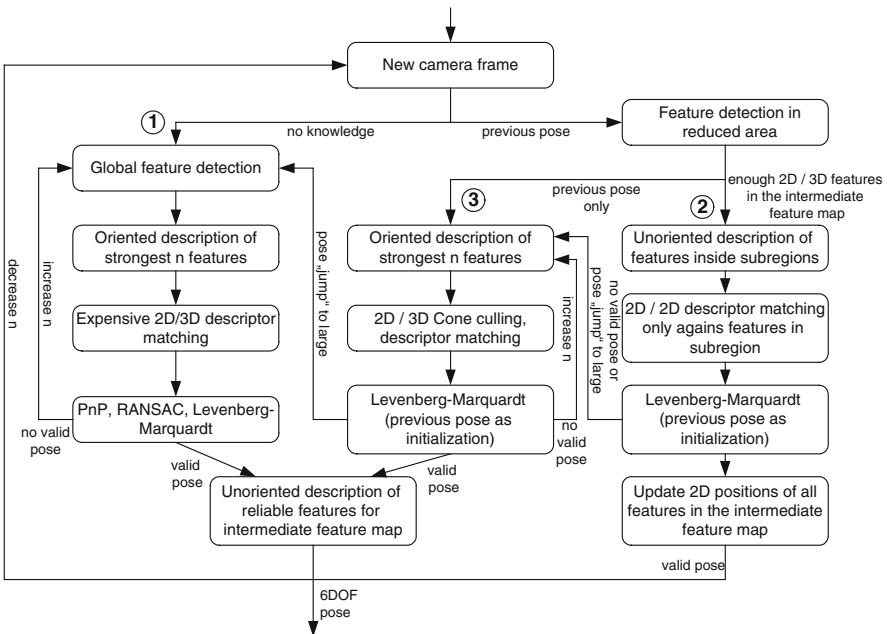 New camera frame
1
no knowledge
previous pose
Feature detection in
reduced area
Global feature detection
previous pose
only
3
enough 2D / 3D features
in the intermediate
feature map
2
Oriented description of
strongest n features
Oriented description of
strongest n features
Unoriented description of
features inside subregions
decrease n
increase n
pose „jump“ to large
increase n
no valid pose or
pose „jump“ to large
Expensive 2D/3D descriptor
matching
2D / 3D Cone culling,
descriptor matching
2D / 2D descriptor matching
only agains features in
subregion
PnP, RANSAC, Levenberg-
Marquardt
Levenberg-Marquardt
(previous pose as
initialization)
Levenberg-Marquardt
(previous pose as
initialization)
no valid
pose
valid
pose
valid
pose
no
valid
pose
Unoriented description of
reliable features for
intermediate feature map
Update 2D positions of all
features in the intermediate
feature map
valid pose
6DOF
pose